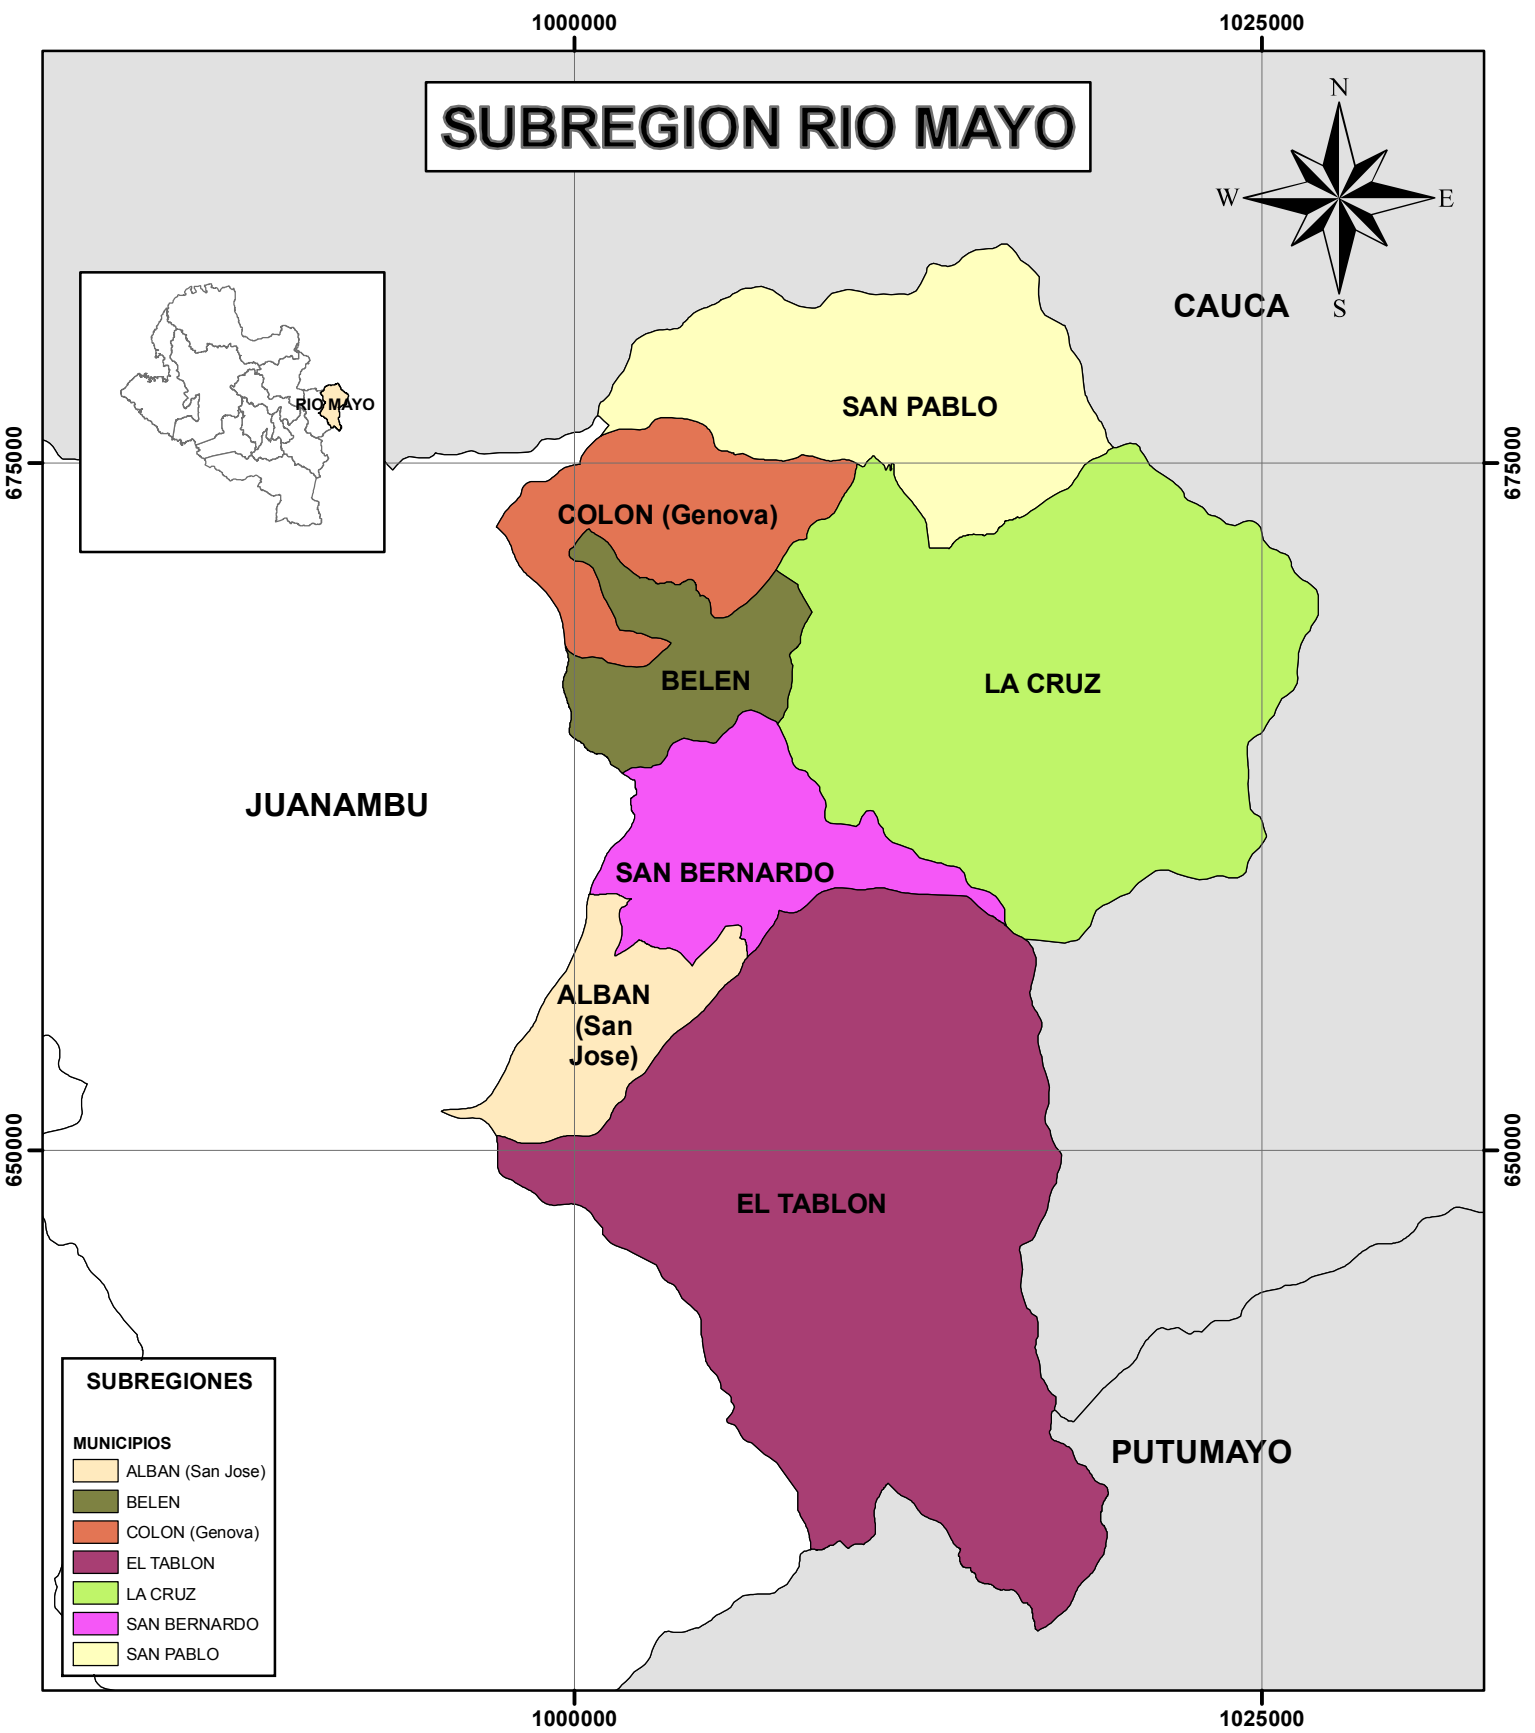 1000000
1025000
SUBREGION RIO MAYO
N
W
E
S
CAUCA
RIO MAYO
SAN PABLO
675000
675000
COLON (Genova)
BELEN
LA CRUZ
JUANAMBU
SAN BERNARDO
ALBAN
(San
Jose)
650000
650000
EL TABLON
PUTUMAYO
SUBREGIONES
MUNICIPIOS
ALBAN (San Jose)
BELEN
COLON (Genova)
EL TABLON
LA CRUZ
SAN BERNARDO
SAN PABLO
1000000
1025000